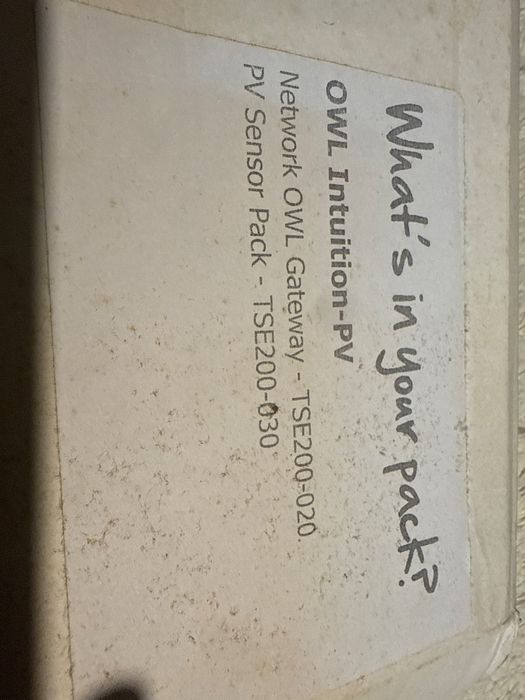 What's in your pack?
OWL Intuition-PV
Network OWL Gateway - TSE200-020
PV Sensor Pack - TSE200-030